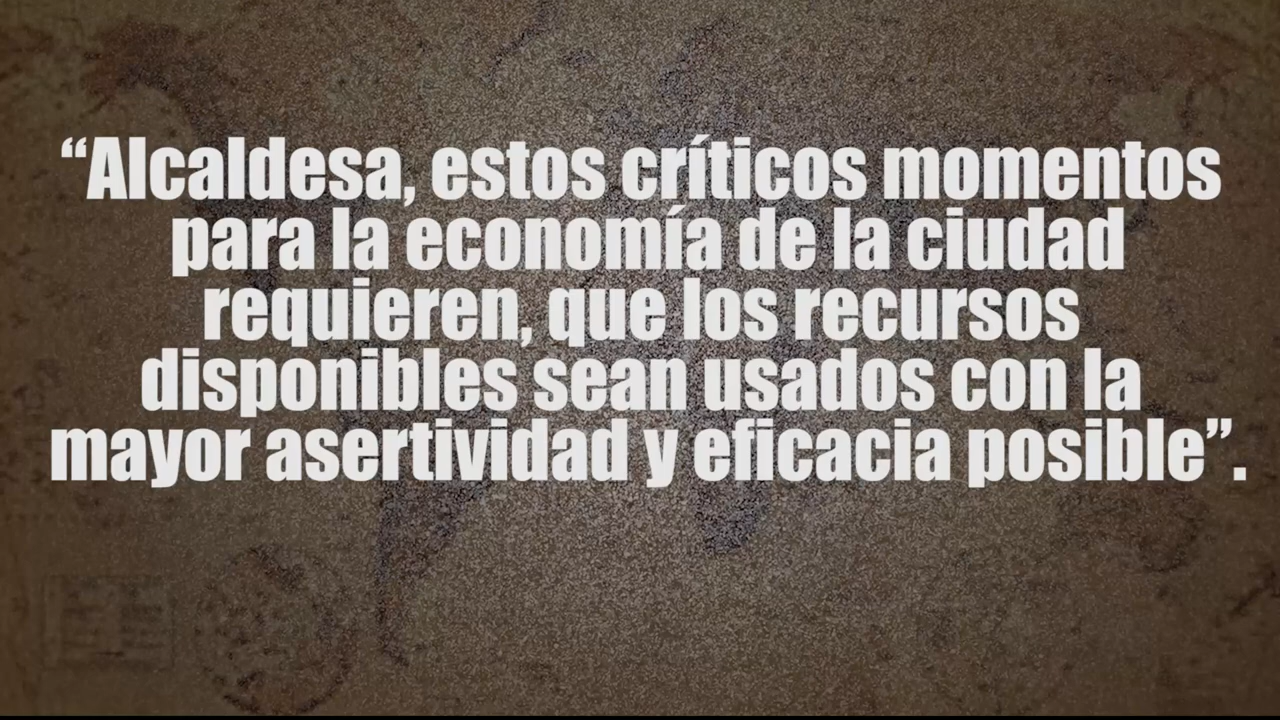 “Alcaldesa, estos críticos momentos
para la economía de la ciudad
requieren, que los recursos
disponibles sean usados con la
mayor asertividad y eficacia posible”.